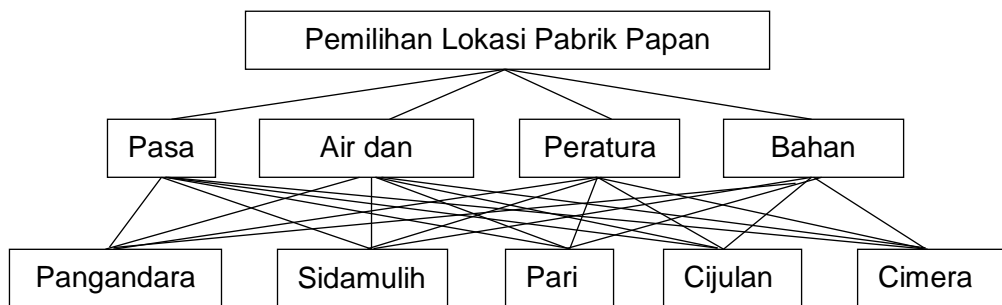 Pemilihan Lokasi Pabrik Papan
Pasa
Air dan
Peratura
Bahan
Pangandara
Sidamulih
Pari
Cijulan
Cimera